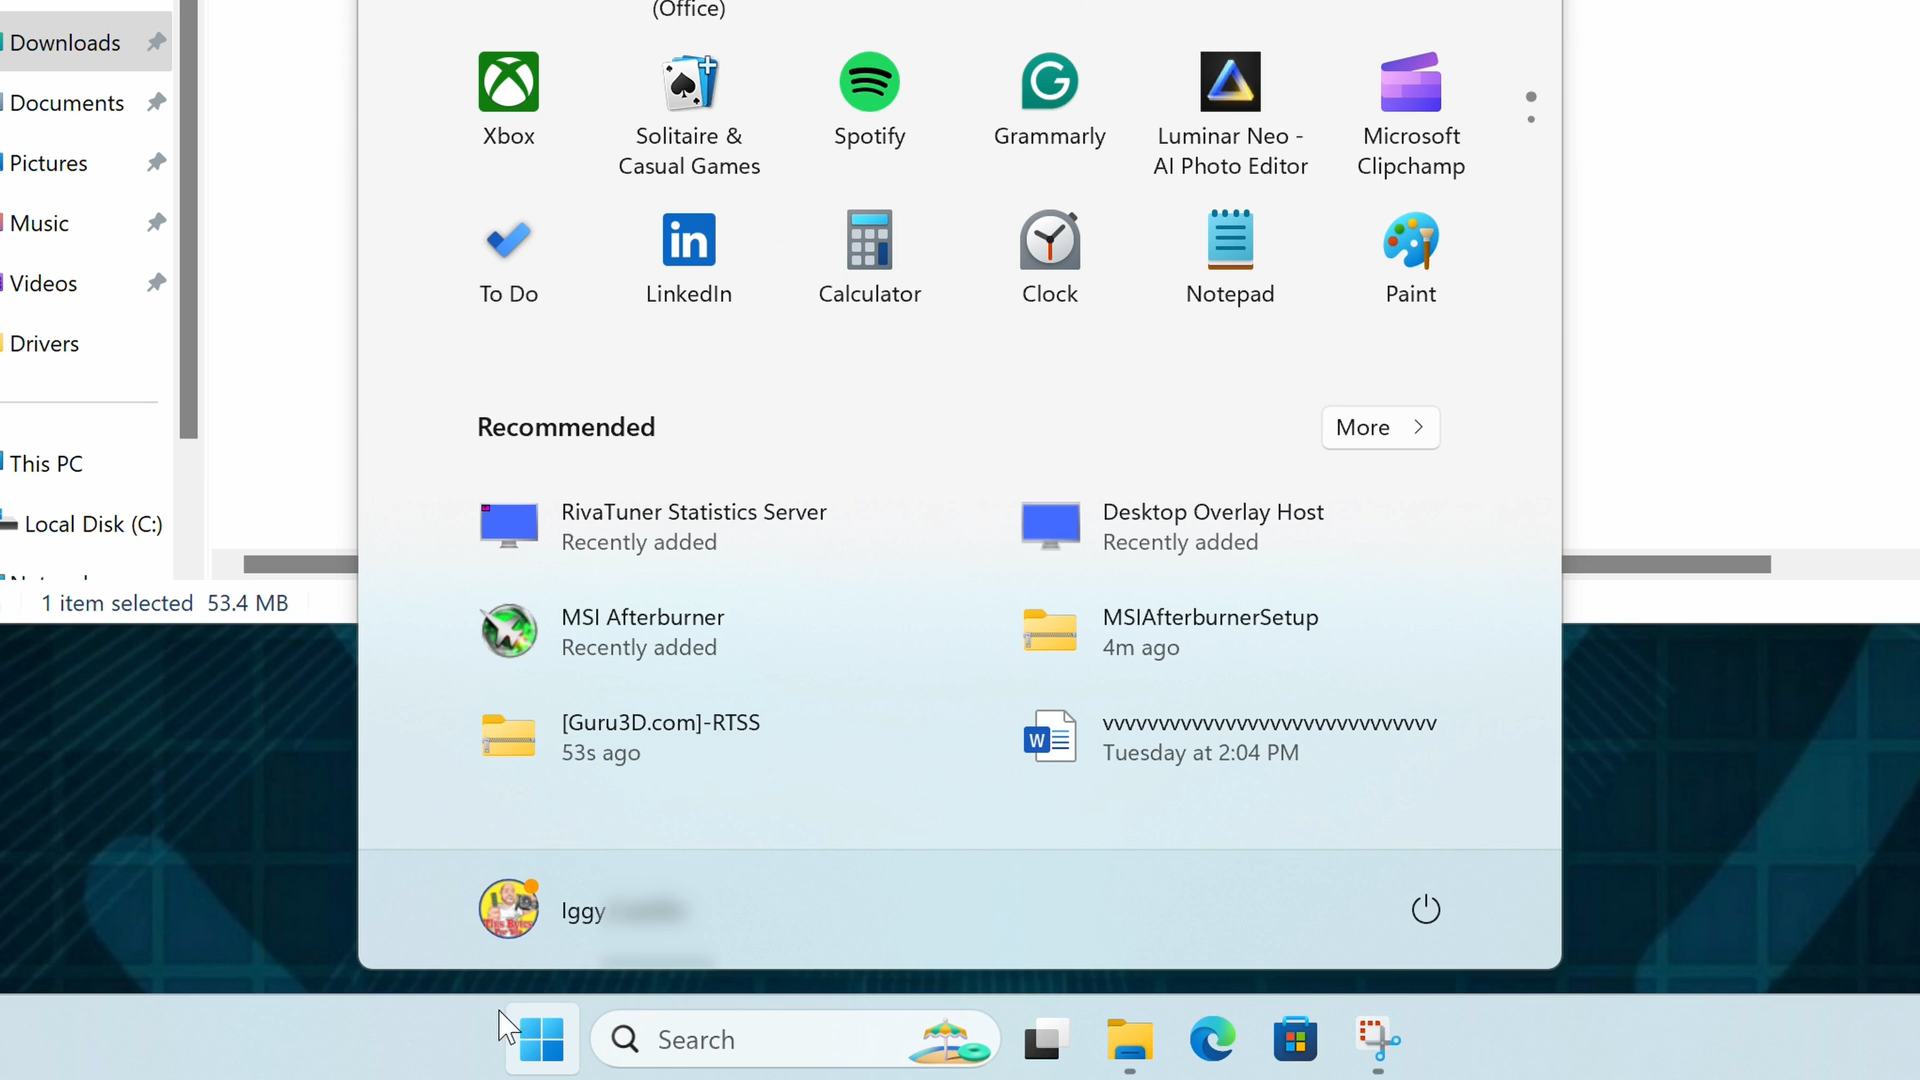 (Office)
Downloads
Documents
Pictures
Music
Videos
Drivers
This PC
Local Disk (C:)
1 item selected 53.4 MB
Xbox
Solitaire &
Casual Games
Spotify
Grammarly
Luminar Neo -
AI Photo Editor
Microsoft
Clipchamp
To Do
LinkedIn
Calculator
Clock
Notepad
Paint
Recommended
More
RivaTuner Statistics Server
Recently added
Desktop Overlay Host
Recently added
MSI Afterburner
Recently added
MSIAfterburnerSetup
4m ago
[Guru3D.com]-RTSS
53s ago
Tuesday at 2:04 PM
Iggy
Search